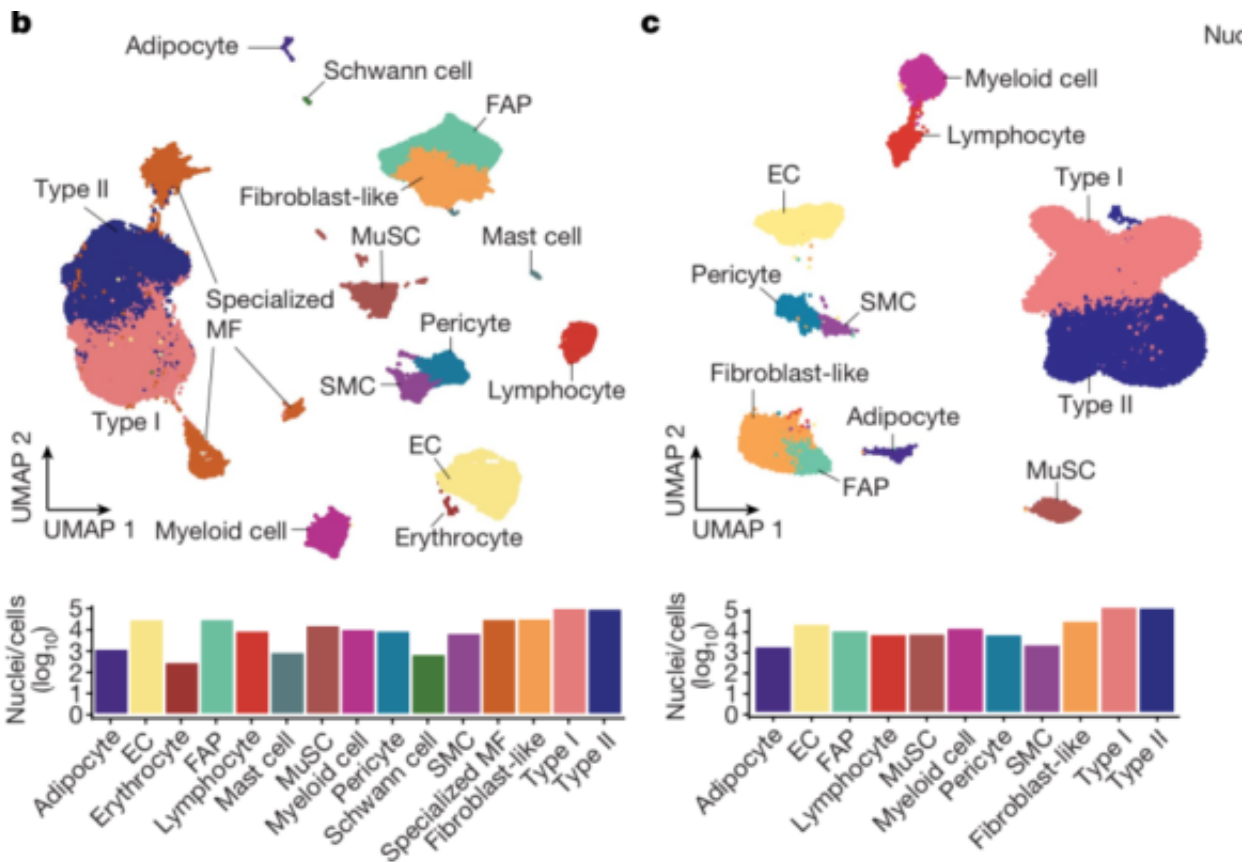 b
Adipocyte
Schwann cell
FAP
Type II
Fibroblast-like
MuSC
Mast cell
Specialized
MF
Pericyte
SMC
Lymphocyte
Type I
EC
UMAP 2
UMAP 1
Myeloid cell
Erythrocyte
Nuclei/cells
(log10)
5
4
3
2
1
0
Adipocyte
EC
Erythrocyte
FAP
Lymphocyte
Mast cell
MuSC
Myeloid cell
Pericyte
Schwann cell
SMC
Specialized MF
Fibroblast-like
Type I
Type II
c
Nuc
Myeloid cell
Lymphocyte
EC
Type I
Pericyte
SMC
Fibroblast-like
Adipocyte
Type II
FAP
MuSC
UMAP 2
UMAP 1
Nuclei/cells
(log10)
5
4
3
2
1
0
Adipocyte
EC
FAP
Lymphocyte
MuSC
Myeloid cell
Pericyte
SMC
Fibroblast-like
Type I
Type II